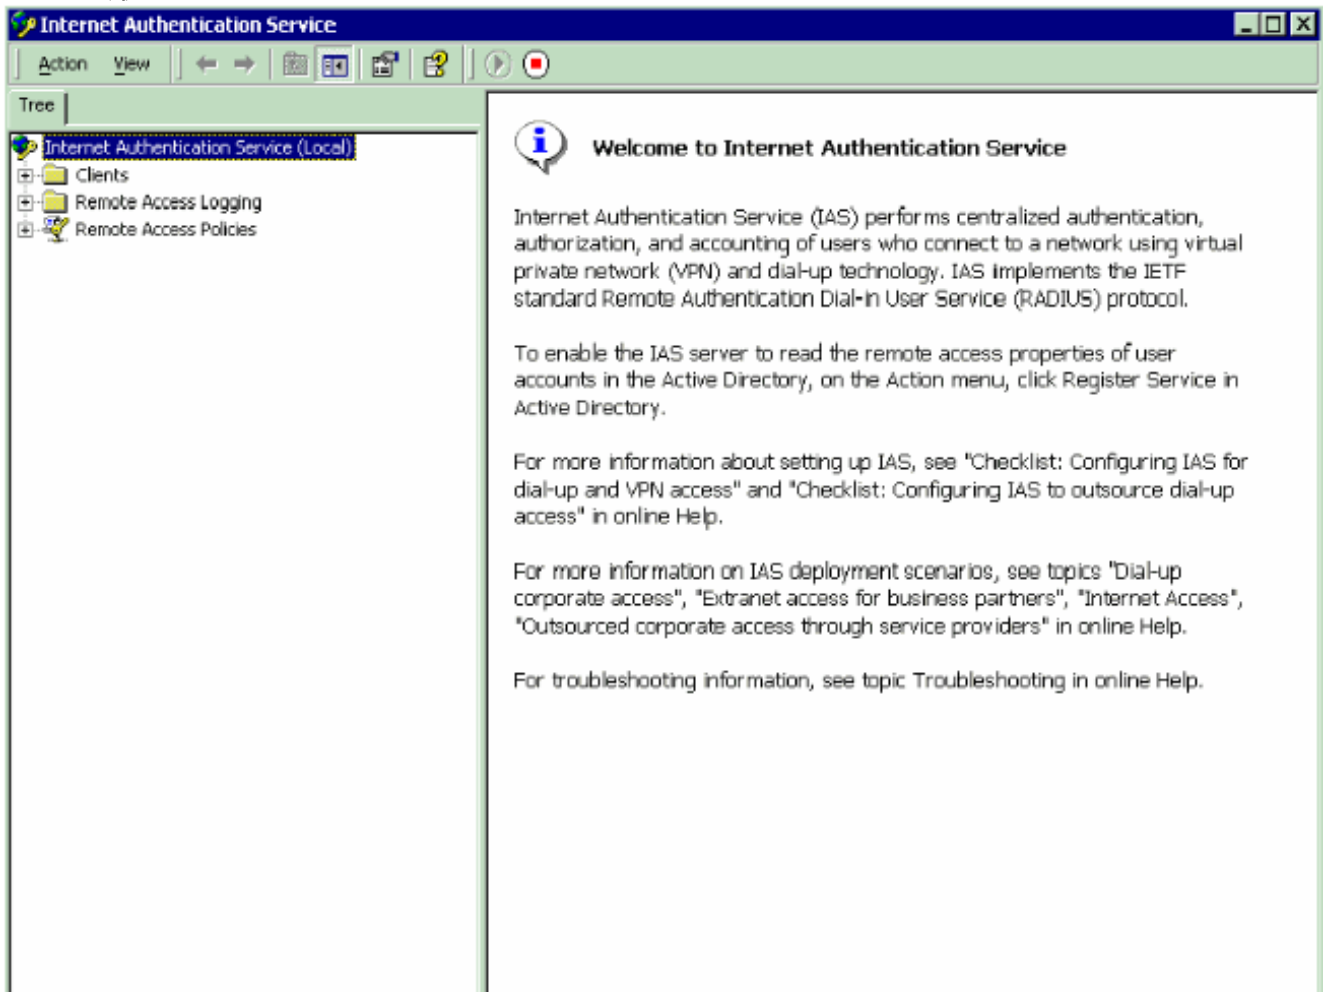 Internet Authentication Service
Action View
Tree
Internet Authentication Service (Local)
Clients
Remote Access Logging
Remote Access Policies
Welcome to Internet Authentication Service
Internet Authentication Service (IAS) performs centralized authentication,
authorization, and accounting of users who connect to a network using virtual
private network (VPN) and dial-up technology. IAS implements the IETF
standard Remote Authentication Dial-in User Service (RADIUS) protocol.
To enable the IAS server to read the remote access properties of user
accounts in the Active Directory, on the Action menu, click Register Service in
Active Directory.
For more information about setting up IAS, see "Checklist: Configuring IAS for
dial-up and VPN access" and "Checklist: Configuring IAS to outsource dial-up
access" in online Help.
For more information on IAS deployment scenarios, see topics "Dial-up
corporate access", "Extranet access for business partners", "Internet Access",
"Outsourced corporate access through service providers" in online Help.
For troubleshooting information, see topic Troubleshooting in online Help.